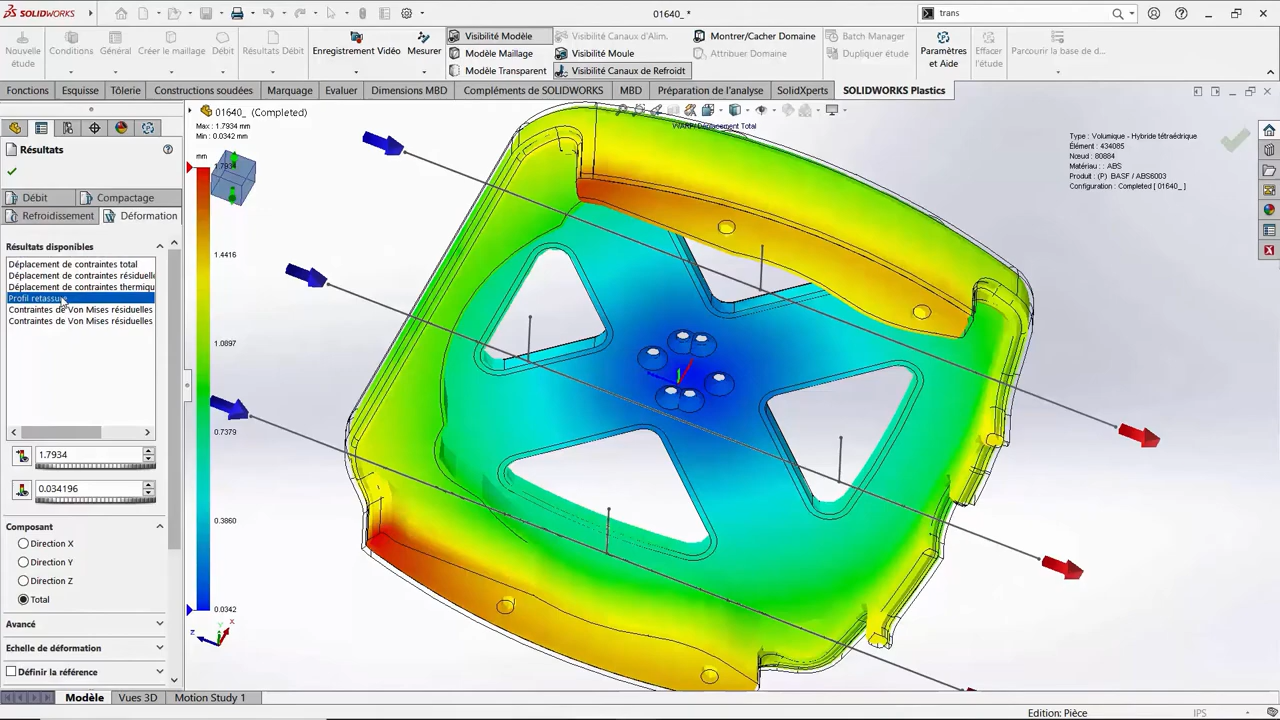 SOLIDWORKS
01640_ *
trans
Nouvelle étude
Conditions
Général
Créer le maillage
Débit
Résultats Débit
Enregistrement Vidéo
Mesurer
Visibilité Modèle
Modèle Maillage
Modèle Transparent
Visibilité Canaux d'Alim.
Visibilité Moule
Visibilité Canaux de Refroidt
Montrer/Cacher Domaine
Attribuer Domaine
Batch Manager
Dupliquer étude
Paramètres et Aide
Effacer l'étude
Parcourir la base de d...
Fonctions
Esquisse
Tôlerie
Constructions soudées
Marquage
Evaluer
Dimensions MBD
Compléments de SOLIDWORKS
MBD
Préparation de l'analyse
SolidXperts
SOLIDWORKS Plastics
01640_ (Completed)
Max : 1.7934 mm
Min : 0.0342 mm
WARP: Déplacement Total
Type : Volumique - Hybride tétraédrique
Élément : 434085
Nœud : 80884
Matériau : : ABS
Produit : (P) BASF / ABS6003
Configuration : Completed [ 01640_ ]
Résultats
Débit
Compactage
Refroidissement
Déformation
Résultats disponibles
Déplacement de contraintes total
Déplacement de contraintes résiduelle
Déplacement de contraintes thermiqu
Profil retassure
Contraintes de Von Mises résiduelles
Contraintes de Von Mises résiduelles
1.7934
0.034196
Composant
Direction X
Direction Y
Direction Z
Total
Avancé
Echelle de déformation
Définir la référence
mm
1.7934
1.4416
1.0897
0.7379
0.3860
0.0342
Y
X
Z
Modèle
Vues 3D
Motion Study 1
Edition: Pièce
IPS